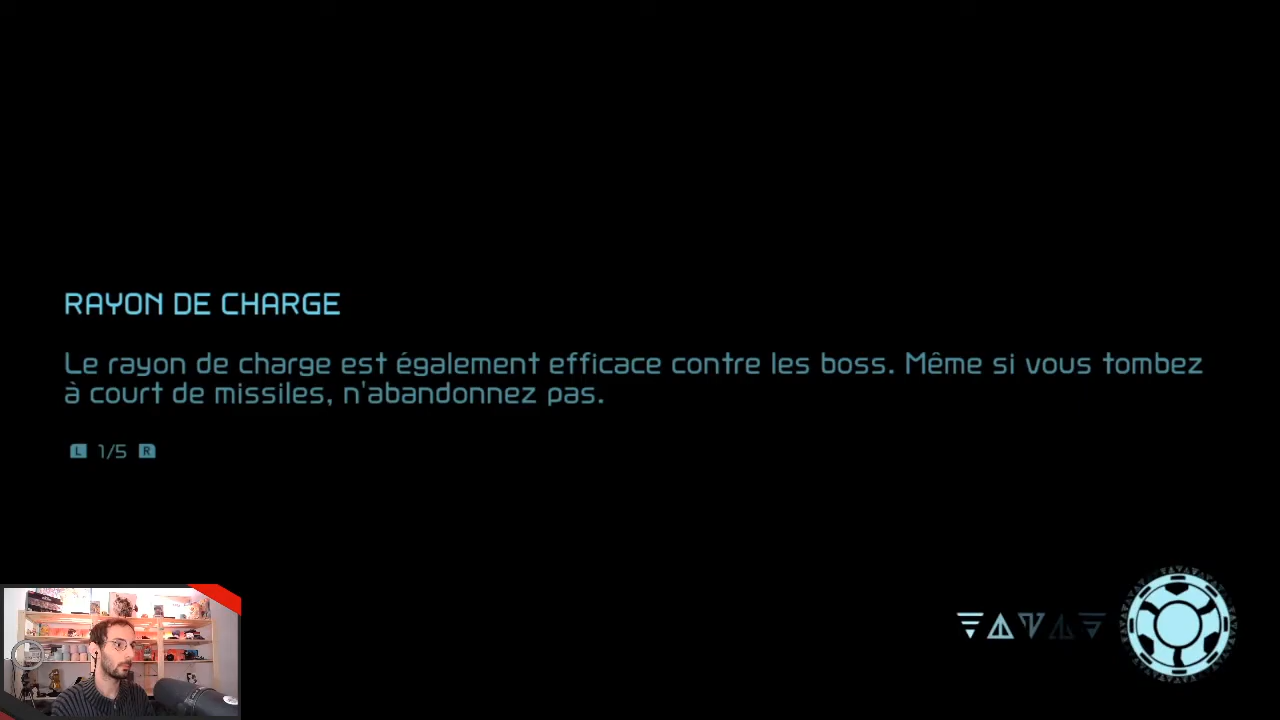 RAYON DE CHARGE
Le rayon de charge est également efficace contre les boss. Même si vous tombez
à court de missiles, n'abandonnez pas.
L 1/5 R